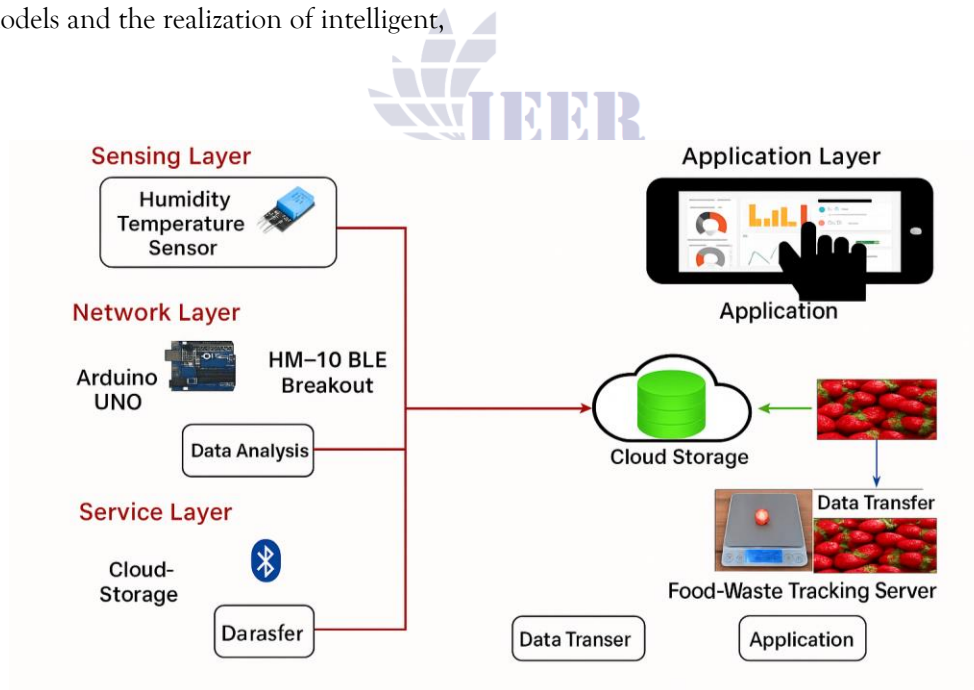 odels and the realization of intelligent,
IEER
Sensing Layer
Humidity
Temperature
Sensor
Network Layer
Arduino
UNO
HM–10 BLE
Breakout
Data Analysis
Service Layer
Cloud-
Storage
Darasfer
Application Layer
Application
Cloud Storage
Data Transfer
Food-Waste Tracking Server
Data Transer
Application